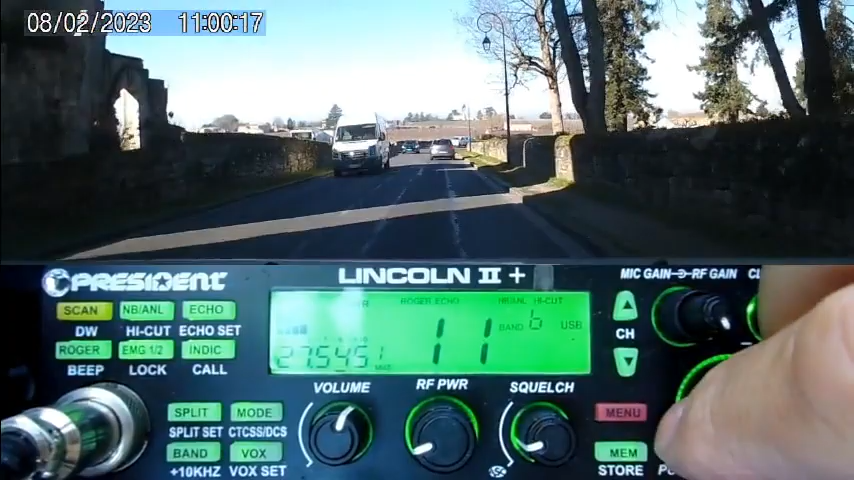 08/02/2023 11:00:17
PRESIDENT LINCOLN II + MIC GAIN RF GAIN
SCAN NB/ANL ECHO
DW HI-CUT ECHO SET
ROGER EMG 1/2 INDIC
BEEP LOCK CALL
ROGER ECHO HI-CUT
11 BAND 6 USB
CH
VOLUME RF PWR SQUELCH
SPLIT MODE
SPLIT SET CTCSS/DCS
BAND VOX
+10KHZ VOX SET
MENU
MEM
STORE
ASC